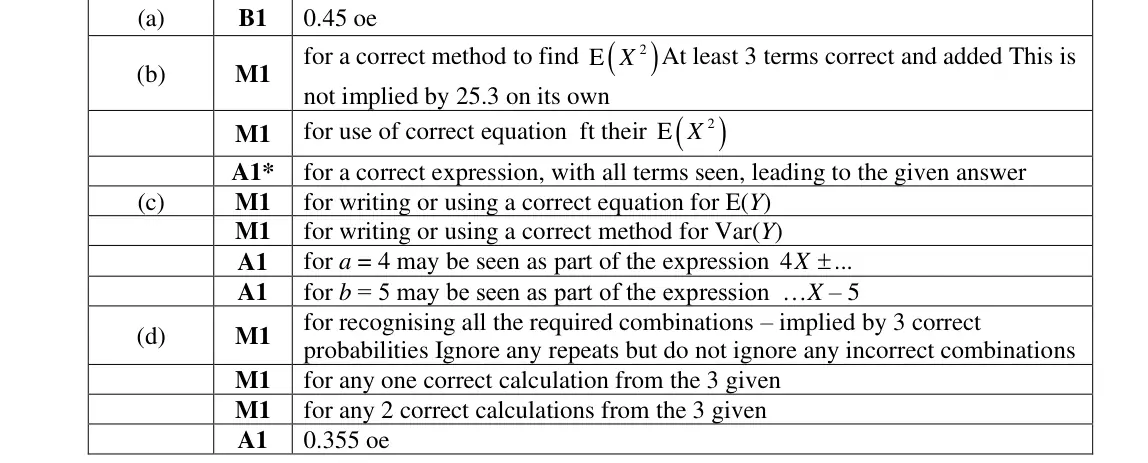 (a) B1 0.45 oe
(b) M1 for a correct method to find E(X²) At least 3 terms correct and added This is
not implied by 25.3 on its own
M1 for use of correct equation ft their E(X²)
A1* for a correct expression, with all terms seen, leading to the given answer
(c) M1 for writing or using a correct equation for E(Y)
M1 for writing or using a correct method for Var(Y)
A1 for a = 4 may be seen as part of the expression 4X ±...
A1 for b = 5 may be seen as part of the expression …X – 5
(d) M1 for recognising all the required combinations – implied by 3 correct
probabilities Ignore any repeats but do not ignore any incorrect combinations
M1 for any one correct calculation from the 3 given
M1 for any 2 correct calculations from the 3 given
A1 0.355 oe